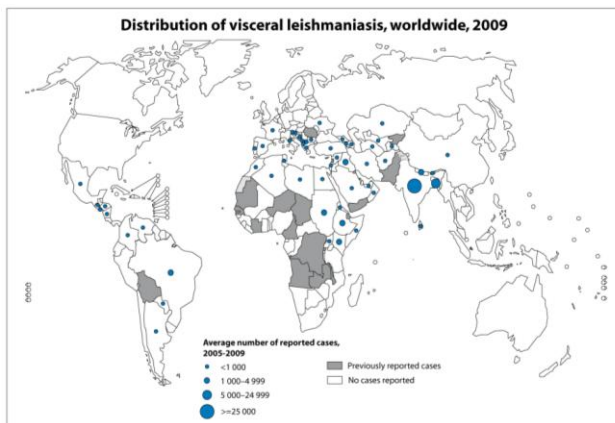 Distribution of visceral leishmaniasis, worldwide, 2009
Average number of reported cases,
2005-2009
<1 000
1 000–4 999
5 000–24 999
>=25 000
Previously reported cases
No cases reported